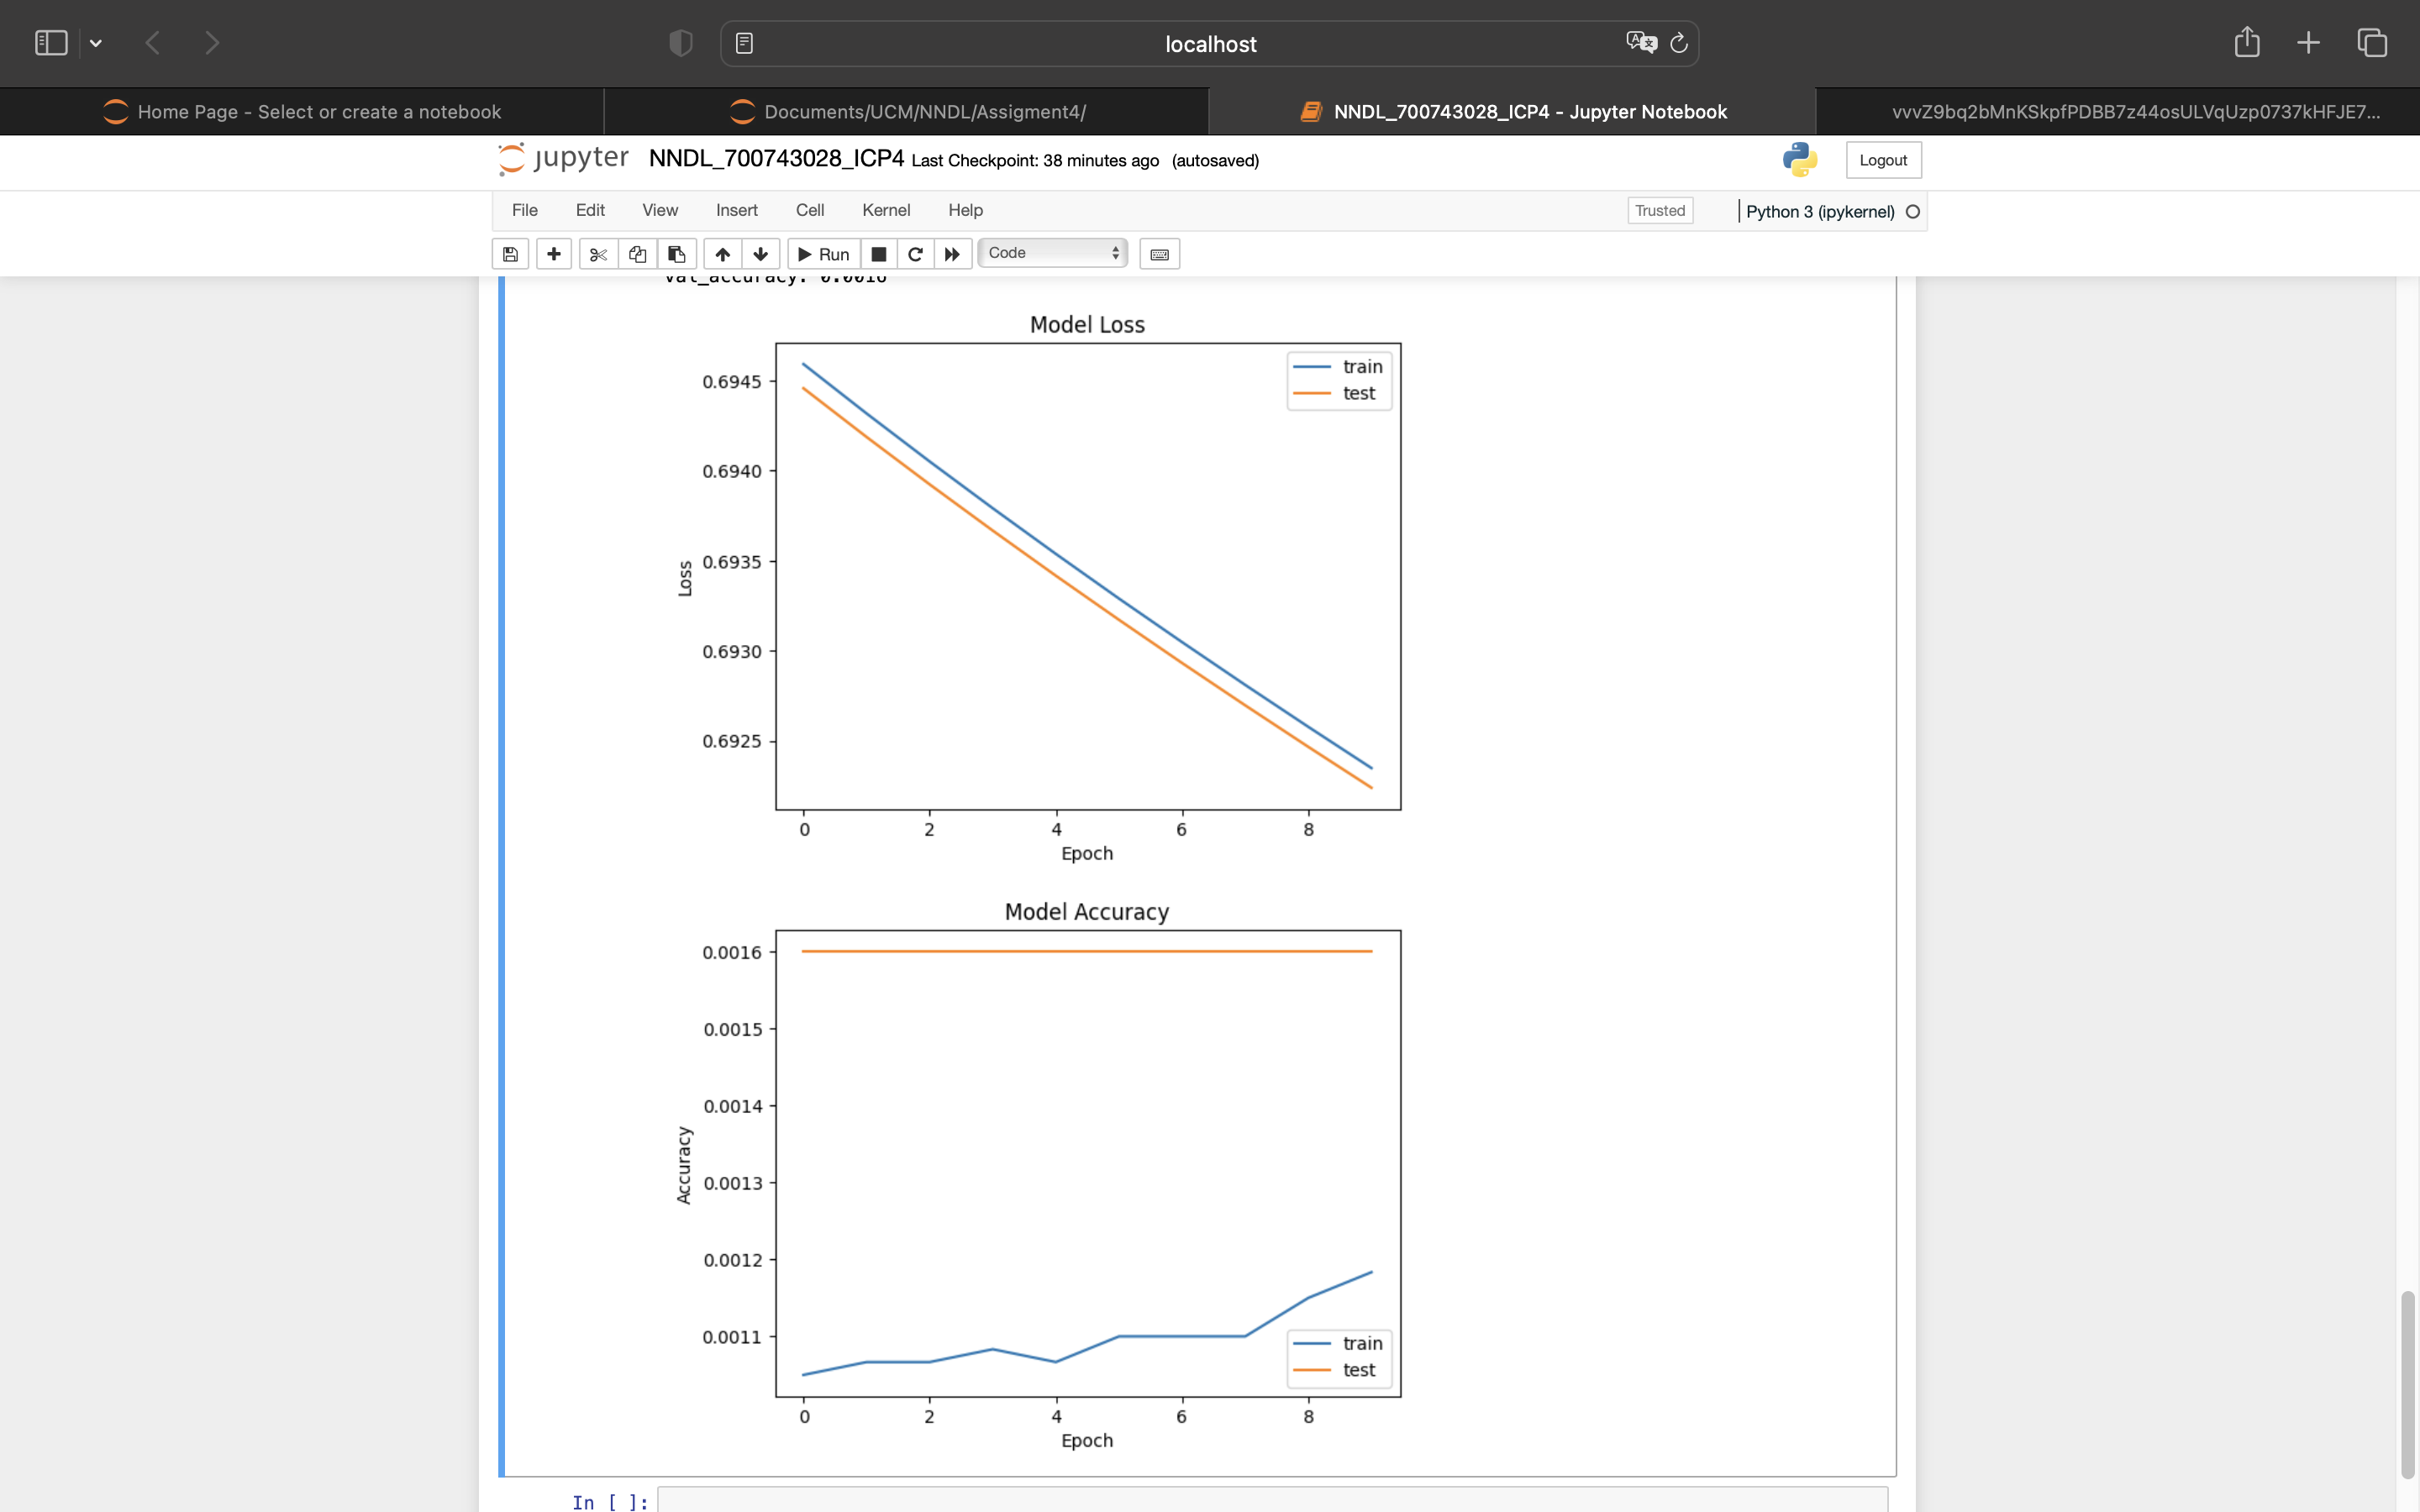 localhost
Home Page - Select or create a notebook
Documents/UCM/NNDL/Assigment4/
NNDL_700743028_ICP4 - Jupyter Notebook
vvvZ9bq2bMnKSkpfPDBB7z44osULVqUzp0737kHFJE7...
jupyter NNDL_700743028_ICP4 Last Checkpoint: 38 minutes ago (autosaved)
Logout
File Edit View Insert Cell Kernel Help
Trusted
Python 3 (ipykernel)
Run
Code
val_accuracy: 0.0016
Model Loss
train
test
0.6945
0.6940
0.6935
0.6930
0.6925
Loss
0 2 4 6 8
Epoch
Model Accuracy
0.0016
0.0015
0.0014
0.0013
0.0012
0.0011
Accuracy
train
test
0 2 4 6 8
Epoch
In [ ]: